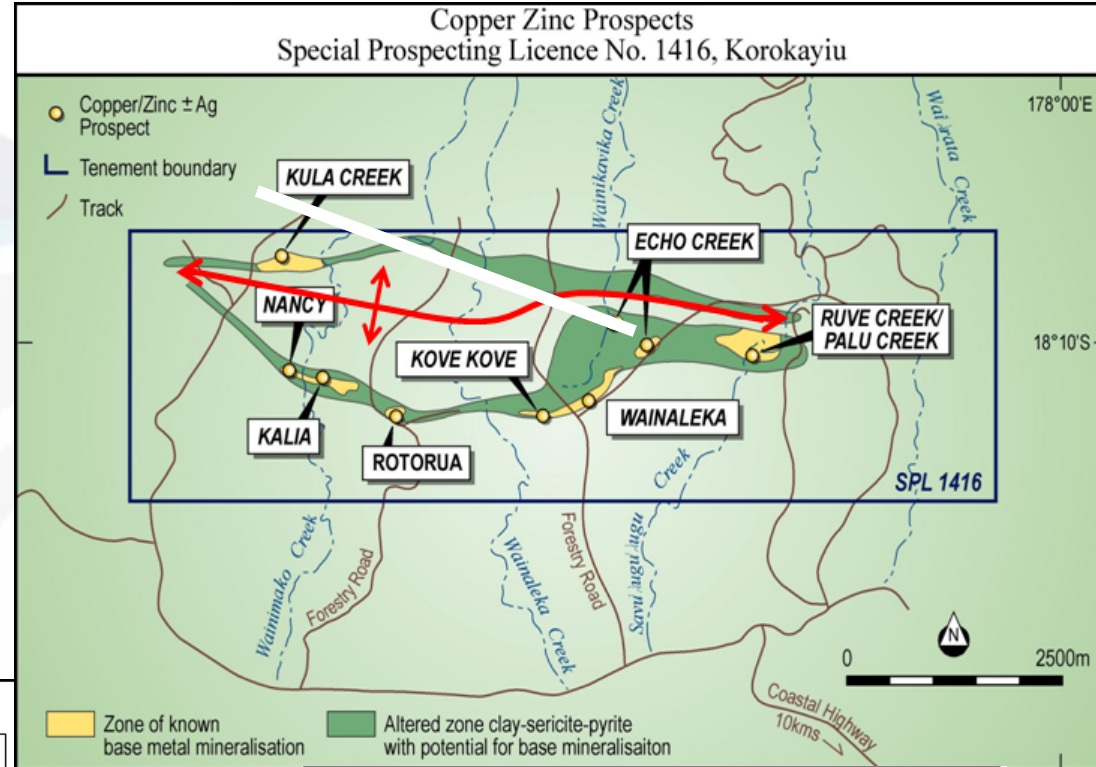 Copper Zinc Prospects
Special Prospecting Licence No. 1416, Korokayiu
Copper/Zinc ± Ag
Prospect
Tenement boundary
Track
178°00'E
Wainikavika Creek
KULA CREEK
ECHO CREEK
NANCY
RUVE CREEK/
PALU CREEK
18°10'S
KOVE KOVE
WAINALEKA
KALIA
ROTORUA
SPL 1416
Creek
Wainimako Creek
Forestry Road
Wainaleka Creek
Forestry Road
Creek
N
0
2500m
Coastal Highway
10kms
Zone of known
base metal mineralisation
Altered zone clay-sericite-pyrite
with potential for base mineralisaiton